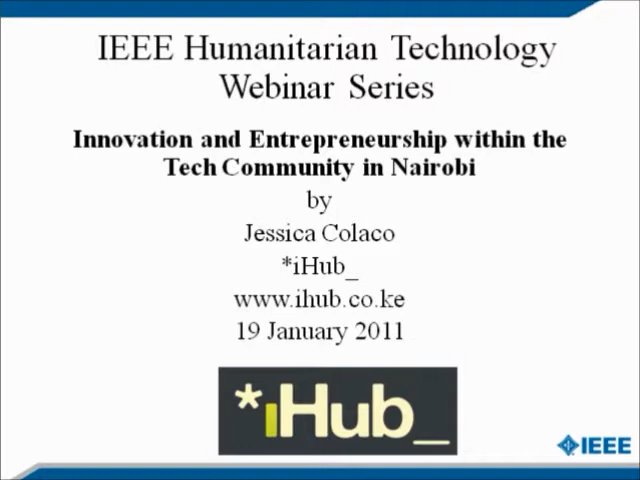 IEEE Humanitarian Technology
Webinar Series
Innovation and Entrepreneurship within the
Tech Community in Nairobi
by
Jessica Colaco
*iHub_
www.ihub.co.ke
19 January 2011
*iHub_
IEEE